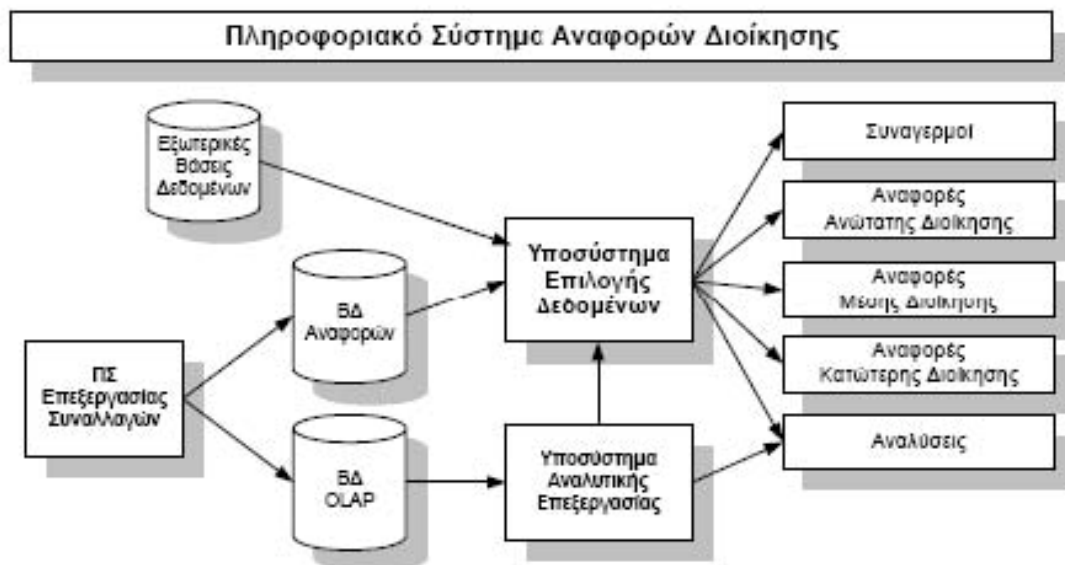 Πληροφοριακό Σύστημα Αναφορών Διοίκησης
Εξωτερικές
Βάσεις
Δεδομένων
ΒΔ
Αναφορών
ΠΣ
Επεξεργασίας
Συναλλαγών
ΒΔ
OLAP
Υποσύστημα
Επιλογής
Δεδομένων
Υποσύστημα
Αναλυτικής
Επεξεργασίας
Συναγερμοί
Αναφορές
Ανώτατης Διοίκησης
Αναφορές
Μέσης Διοίκησης
Αναφορές
Κατώτερης Διοίκησης
Αναλύσεις